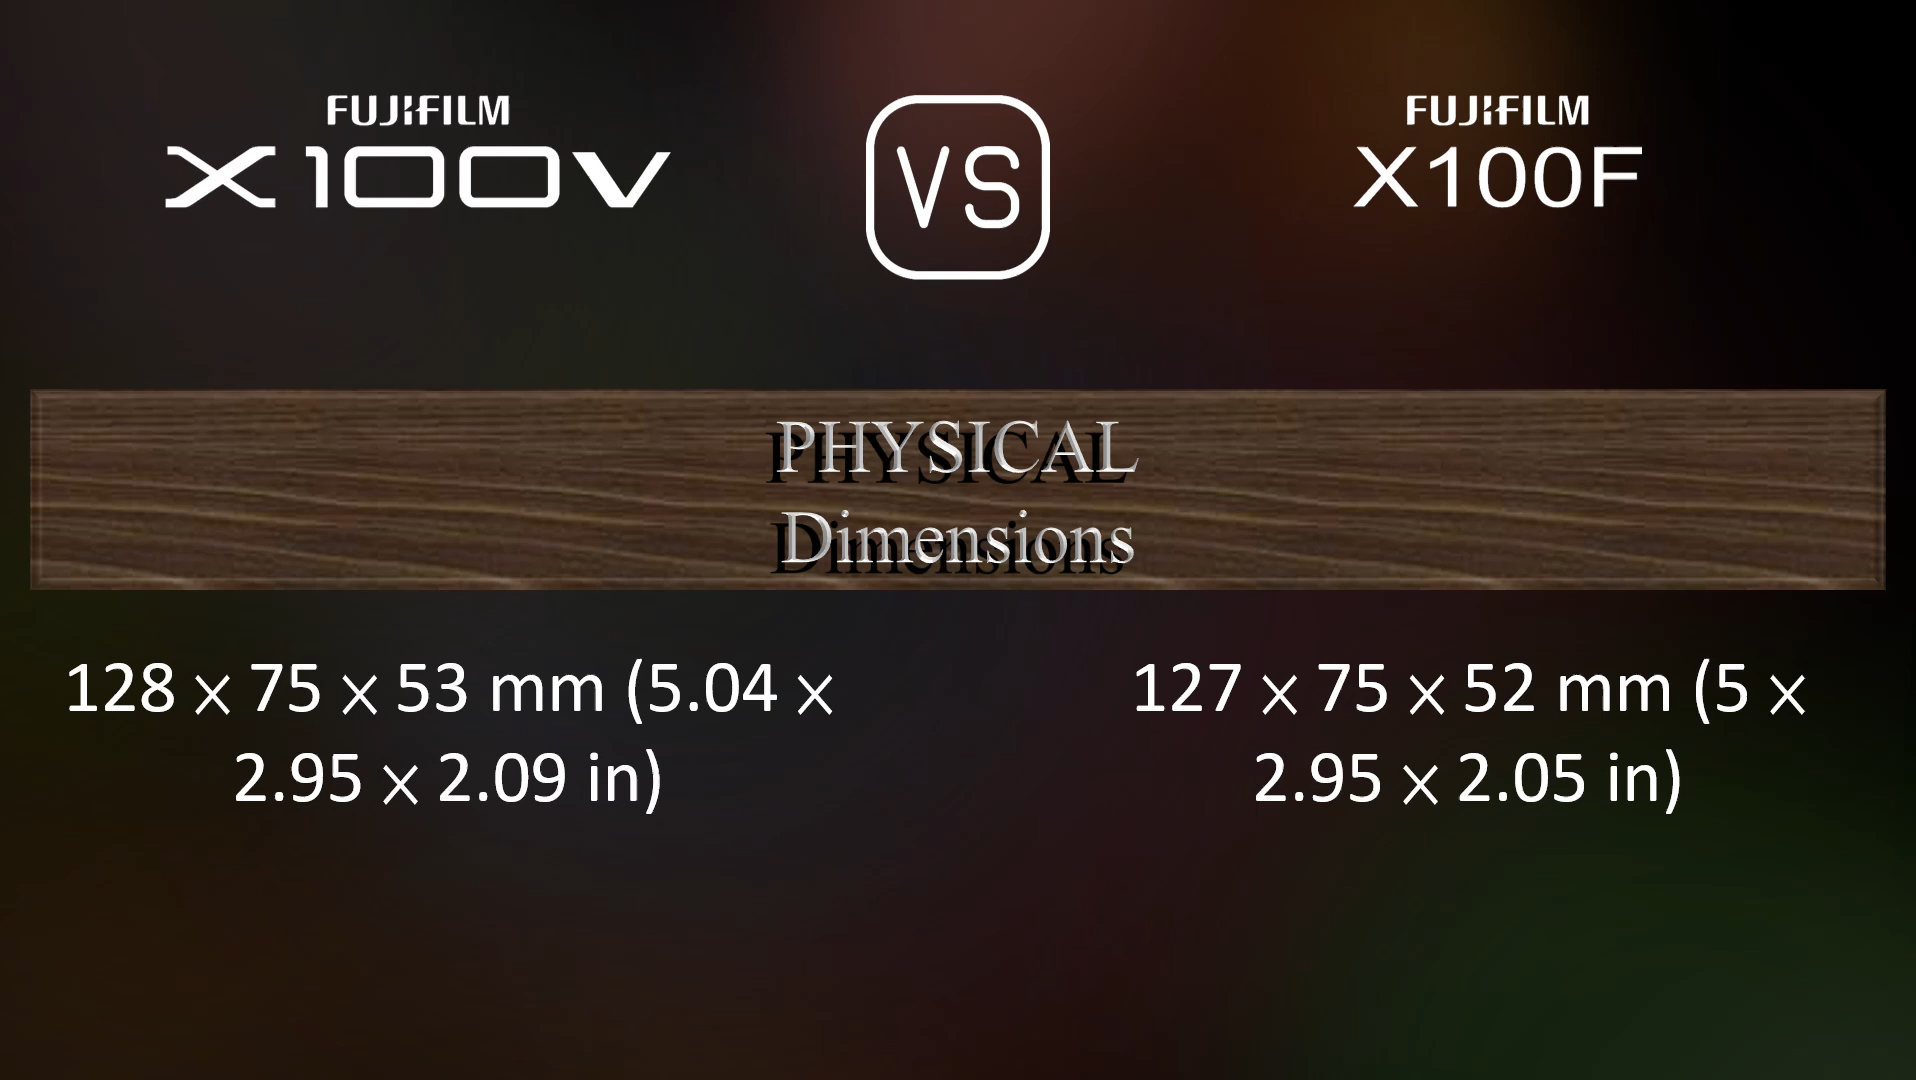 FUJIFILM
X100V
VS
FUJIFILM
X100F
PHYSICAL
Dimensions
128 x 75 x 53 mm (5.04 x
2.95 x 2.09 in)
127 x 75 x 52 mm (5 x
2.95 x 2.05 in)